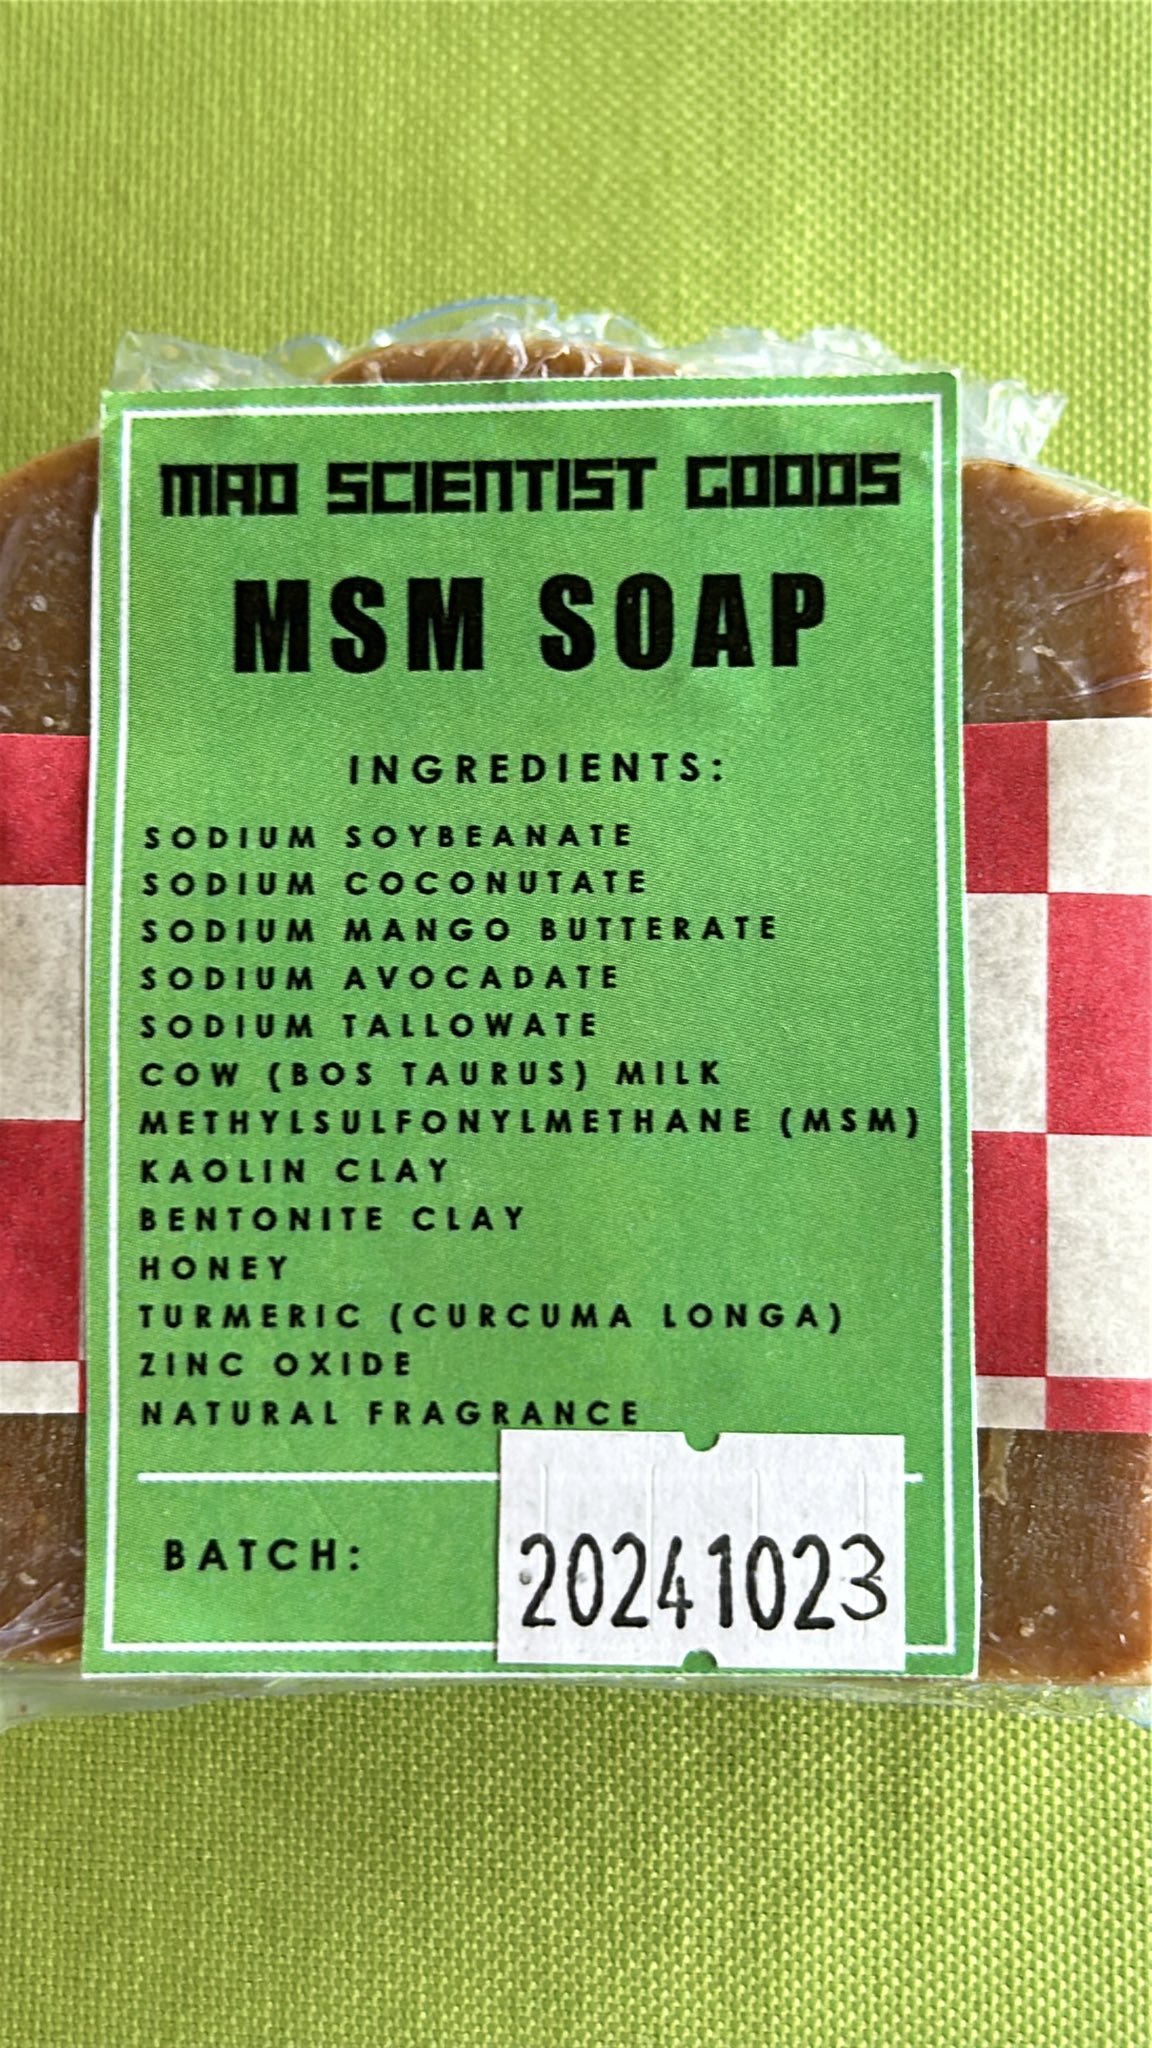 MAD SCIENTIST GOODS
MSM SOAP
INGREDIENTS:
SODIUM SOYBEANATE
SODIUM COCONUTATE
SODIUM MANGO BUTTERATE
SODIUM AVOCADATE
SODIUM TALLOWATE
COW (BOS TAURUS) MILK
METHYLSULFONYLMETHANE (MSM)
KAOLIN CLAY
BENTONITE CLAY
HONEY
TURMERIC (CURCUMA LONGA)
ZINC OXIDE
NATURAL FRAGRANCE
BATCH: 20241023